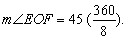 m∠EOF = 45 (360/8).